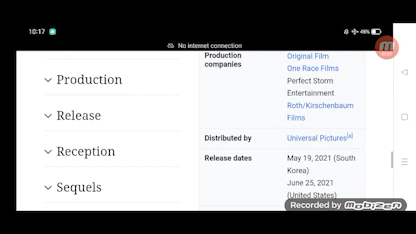 10:17
48%
No internet connection
Production
Release
Reception
Sequels
Production
companies
Original Film
One Race Films
Perfect Storm
Entertainment
Roth/Kirschenbaum
Films
Distributed by
Universal Pictures[a]
Release dates
May 19, 2021 (South
Korea)
June 25, 2021
(United States)
Recorded by Mobizen